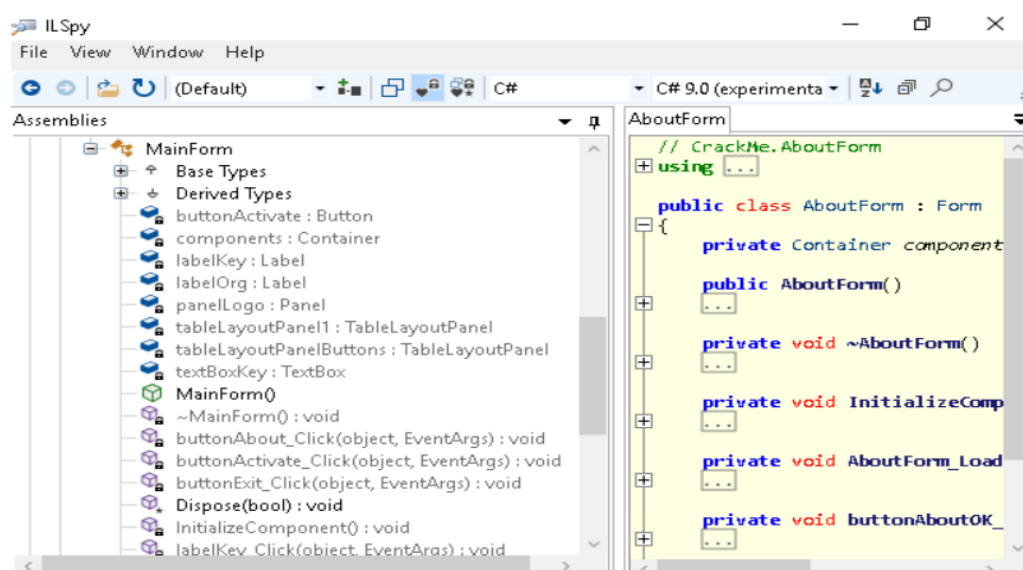 ILSpy
File View Window Help
(Default) C# C# 9.0 (experimenta
Assemblies
MainForm
Base Types
Derived Types
buttonActivate : Button
components : Container
labelKey : Label
labelOrg : Label
panelLogo : Panel
tableLayoutPanel1 : TableLayoutPanel
tableLayoutPanelButtons : TableLayoutPanel
textBoxKey : TextBox
MainForm()
~MainForm() : void
buttonAbout_Click(object, EventArgs) : void
buttonActivate_Click(object, EventArgs) : void
buttonExit_Click(object, EventArgs) : void
Dispose(bool) : void
InitializeComponent() : void
labelKey_Click(object, EventArgs) : void
AboutForm
// CrackMe.AboutForm
using ...
public class AboutForm : Form
{
private Container component
public AboutForm()
...
private void ~AboutForm()
...
private void InitializeComp
...
private void AboutForm_Load
...
private void buttonAboutOK_
...